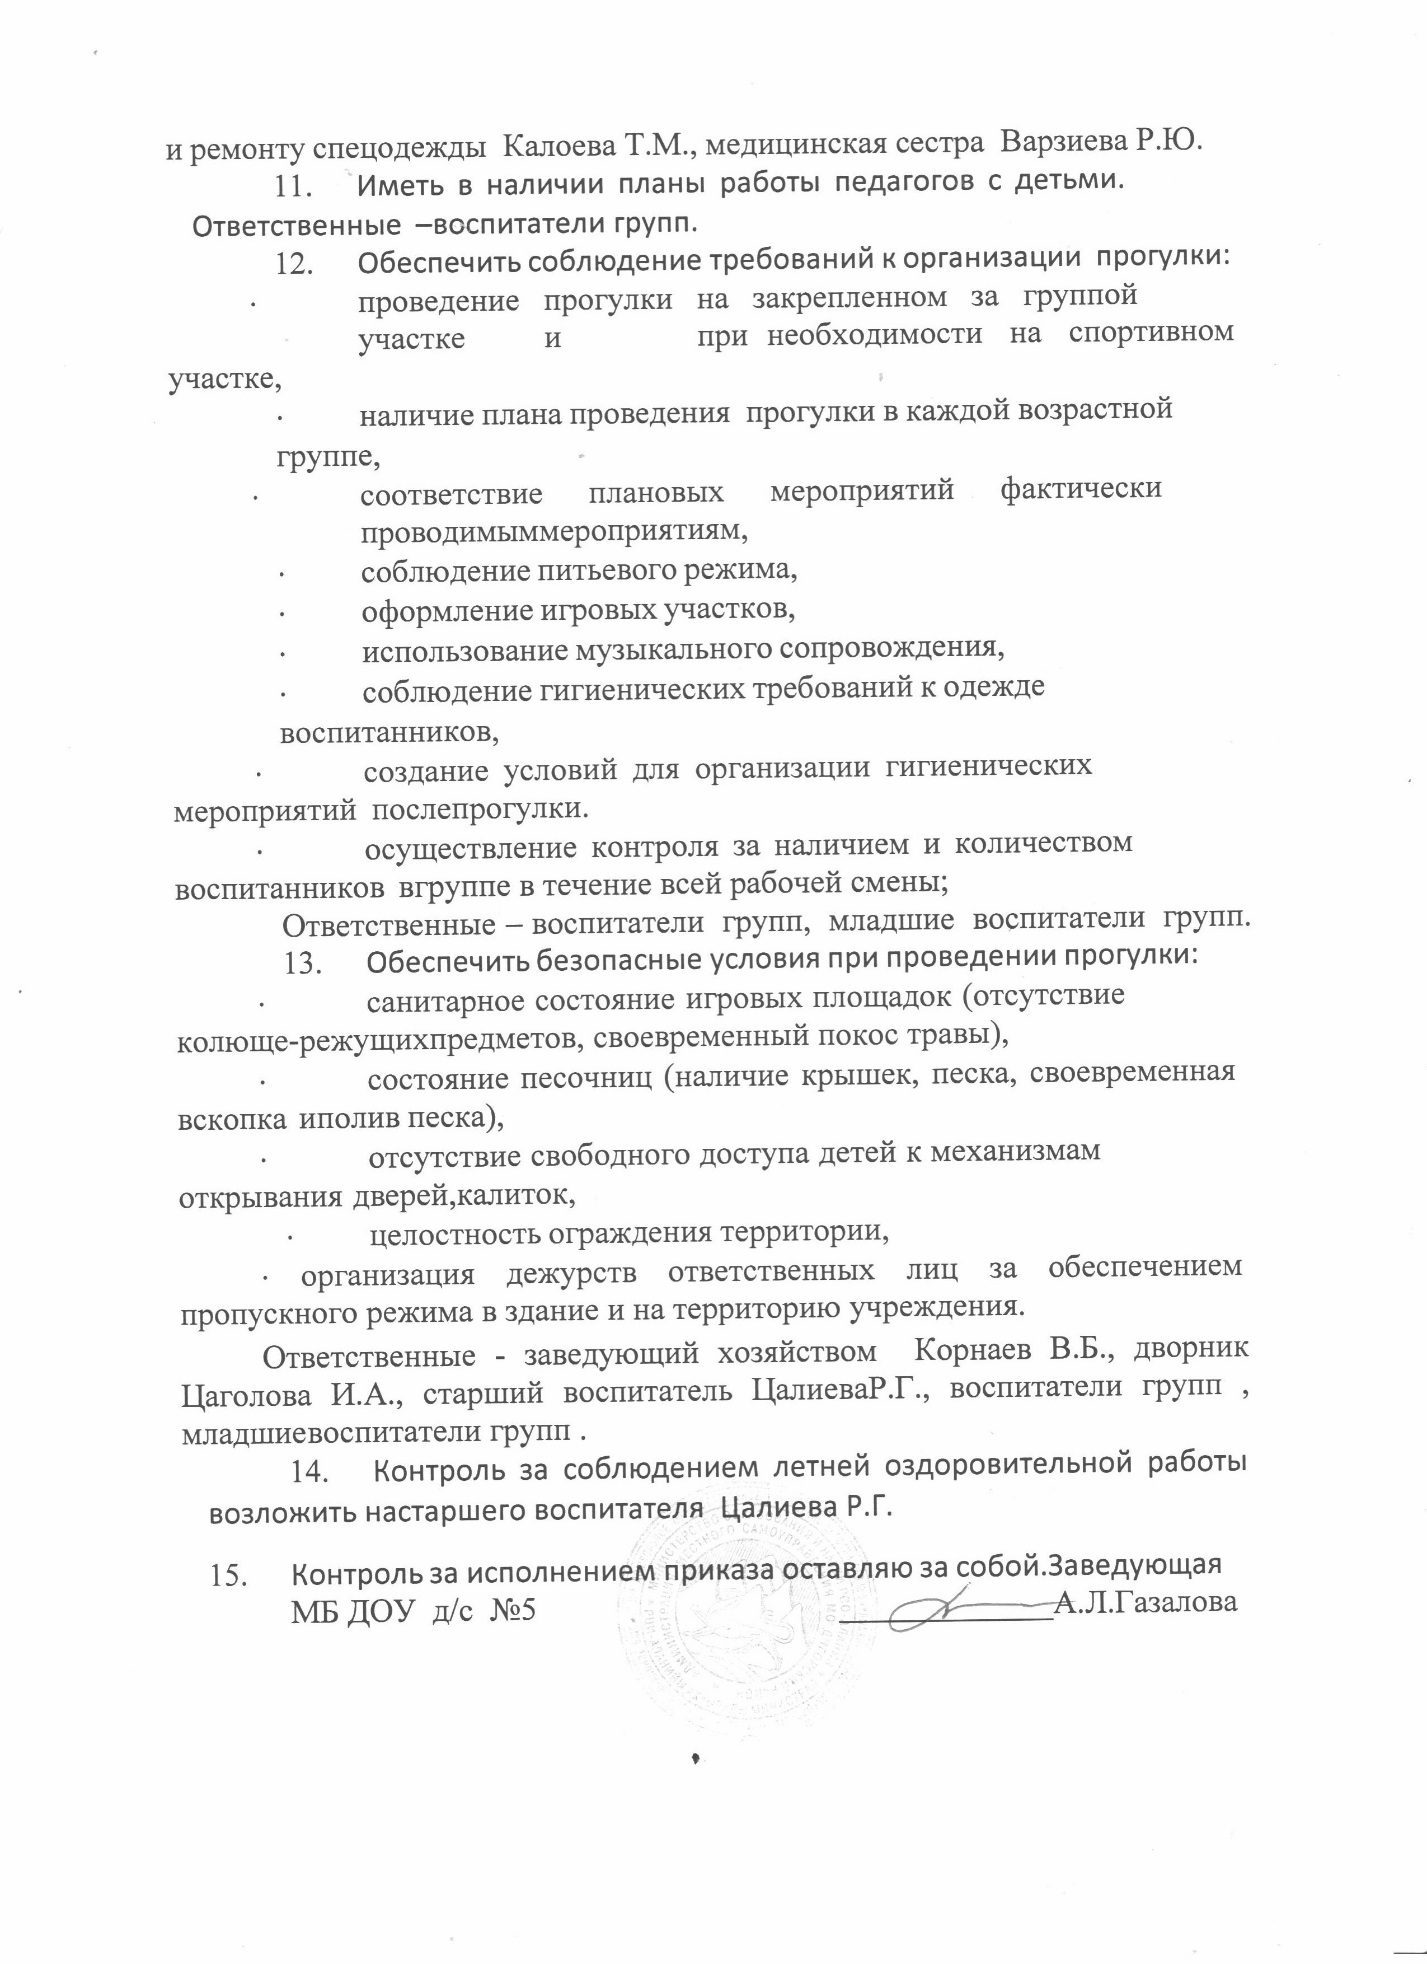 и ремонту спецодежды Калоева Т.М., медицинская сестра Варзиева Р.Ю.
11. Иметь в наличии планы работы педагогов с детьми.
Ответственные –воспитатели групп.
12. Обеспечить соблюдение требований к организации прогулки:
· проведение прогулки на закрепленном за группой
участке и при необходимости на спортивном
участке,
· наличие плана проведения прогулки в каждой возрастной
группе,
· соответствие плановых мероприятий фактически
проводимыммероприятиям,
· соблюдение питьевого режима,
· оформление игровых участков,
· использование музыкального сопровождения,
· соблюдение гигиенических требований к одежде
воспитанников,
· создание условий для организации гигиенических
мероприятий послепрогулки.
· осуществление контроля за наличием и количеством
воспитанников вгруппе в течение всей рабочей смены;
Ответственные – воспитатели групп, младшие воспитатели групп.
13. Обеспечить безопасные условия при проведении прогулки:
· санитарное состояние игровых площадок (отсутствие
колюще-режущихпредметов, своевременный покос травы),
· состояние песочниц (наличие крышек, песка, своевременная
вскопка иполив песка),
· отсутствие свободного доступа детей к механизмам
открывания дверей,калиток,
· целостность ограждения территории,
· организация дежурств ответственных лиц за обеспечением
пропускного режима в здание и на территорию учреждения.
Ответственные - заведующий хозяйством Корнаев В.Б., дворник
Цаголова И.А., старший воспитатель ЦалиеваР.Г., воспитатели групп ,
младшиевоспитатели групп .
14. Контроль за соблюдением летней оздоровительной работы
возложить настаршего воспитателя Цалиева Р.Г.
15. Контроль за исполнением приказа оставляю за собой.Заведующая
МБ ДОУ д/с №5 А.Л.Газалова